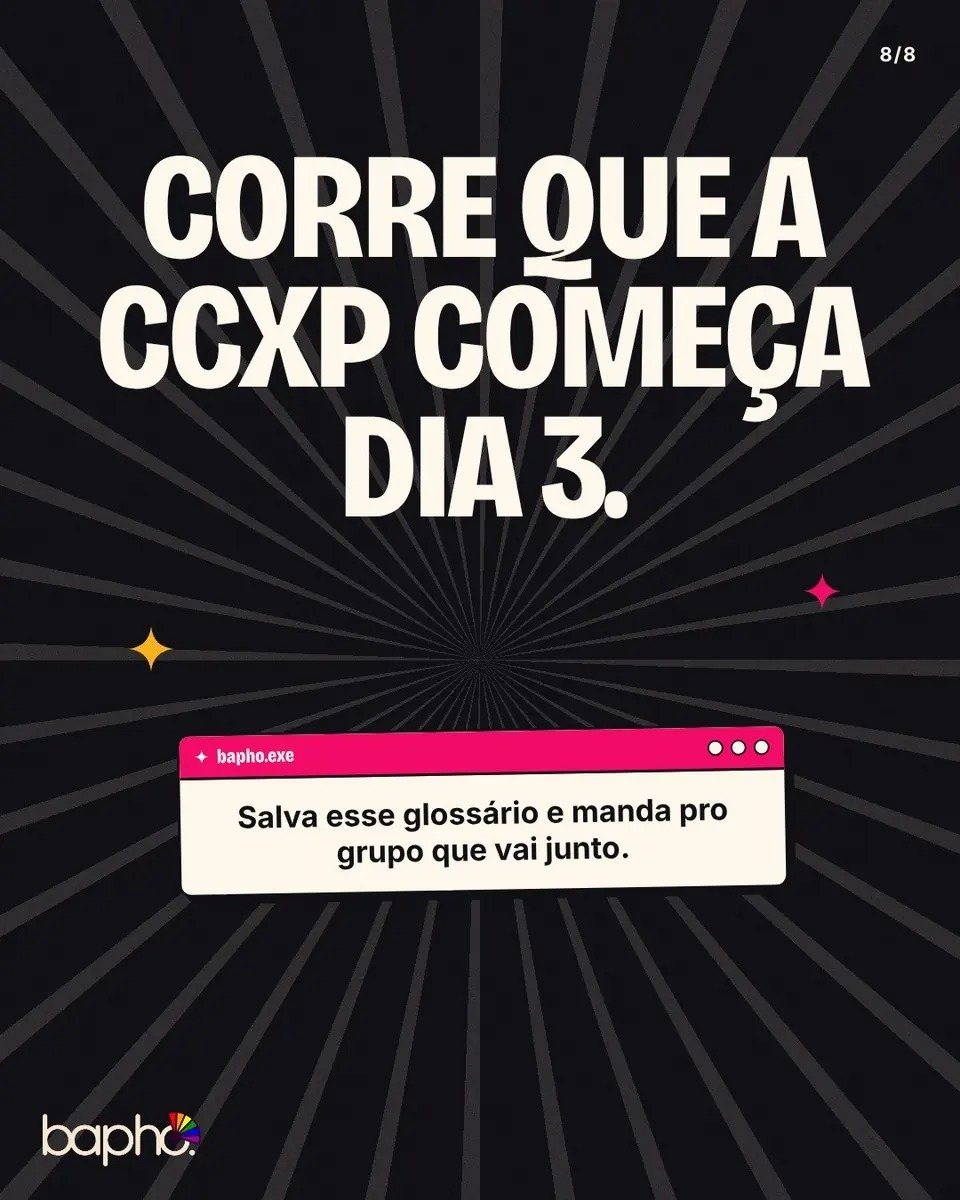 8/8
CORRE QUE A
CCXP COMEÇA
DIA 3.
bapho.exe
Salva esse glossário e manda pro
grupo que vai junto.
bapho.